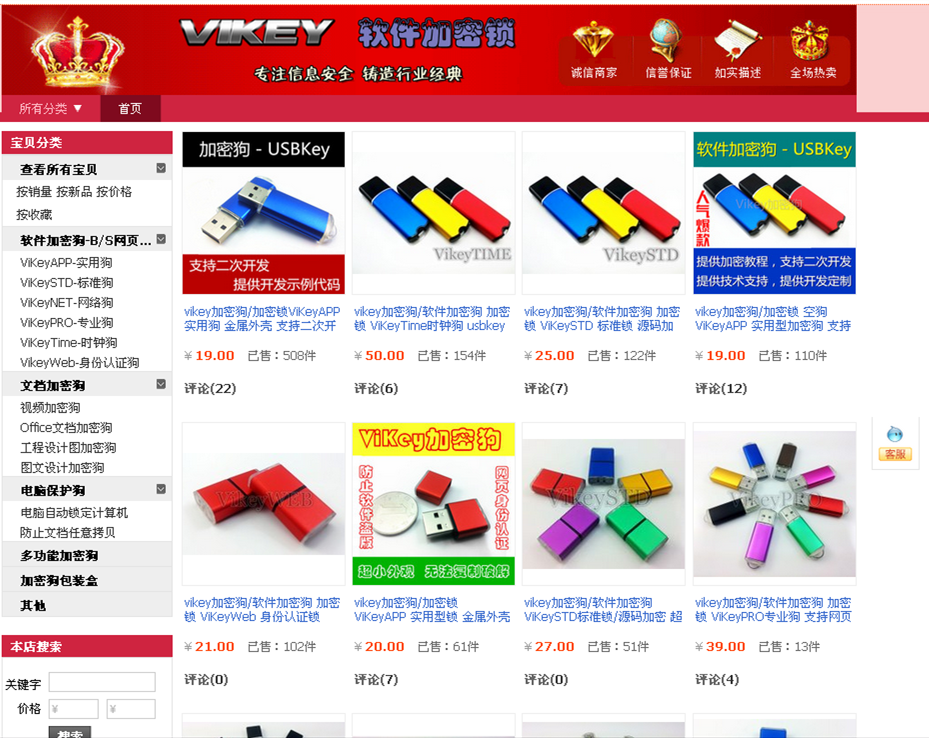 VIKEY 软件加密锁
专注信息安全 铸造行业经典
诚信商家 信誉保证 如实描述 全场热卖
所有分类 ▼ 首页
宝贝分类
查看所有宝贝
按销量 按新品 按价格
按收藏
软件加密狗-B/S网页...
ViKeyAPP-实用狗
ViKeySTD-标准狗
ViKeyNET-网络狗
ViKeyPRO-专业狗
ViKeyTime-时钟狗
VikeyWeb-身份认证狗
文档加密狗
视频加密狗
Office文档加密狗
工程设计图加密狗
图文设计加密狗
电脑保护狗
电脑自动锁定计算机
防止文档任意拷贝
多功能加密狗
加密狗包装盒
其他
本店搜索
关键字
价格 ¥ ¥
搜索
加密狗 - USBKey
支持二次开发
提供开发示例代码
vikey加密狗/加密锁ViKeyAPP
实用狗 金属外壳 支持二次开
¥ 19.00 已售：508件
评论(22)
VikeyTIME
vikey加密狗/软件加密狗 加密
锁 ViKeyTime时钟狗 usbkey
¥ 50.00 已售：154件
评论(6)
VikeySTD
vikey加密狗/软件加密狗 加密
锁 ViKeySTD 标准锁 源码加
¥ 25.00 已售：122件
评论(7)
软件加密狗 - USBKey
人气爆款
Vikey加密狗
提供加密教程，支持二次开发
提供技术支持，提供开发定制
vikey加密狗/加密锁 空狗
ViKeyAPP 实用型加密狗 支持
¥ 19.00 已售：110件
评论(12)
ViKeyWEB
vikey加密狗/软件加密狗 加密
锁 ViKeyWeb 身份认证锁
¥ 21.00 已售：102件
评论(0)
ViKey加密狗
防止软件盗版
网页身份认证
超小外观 无法复制破解
vikey加密狗/加密锁
ViKeyAPP 实用型锁 金属外壳
¥ 20.00 已售：61件
评论(7)
ViKeySTD
vikey加密狗/软件加密狗
ViKeySTD标准锁/源码加密 超
¥ 27.00 已售：51件
评论(0)
ViKeyPRO
vikey加密狗/软件加密狗 加密
锁 ViKeyPRO专业狗 支持网页
¥ 39.00 已售：13件
评论(4)
客服